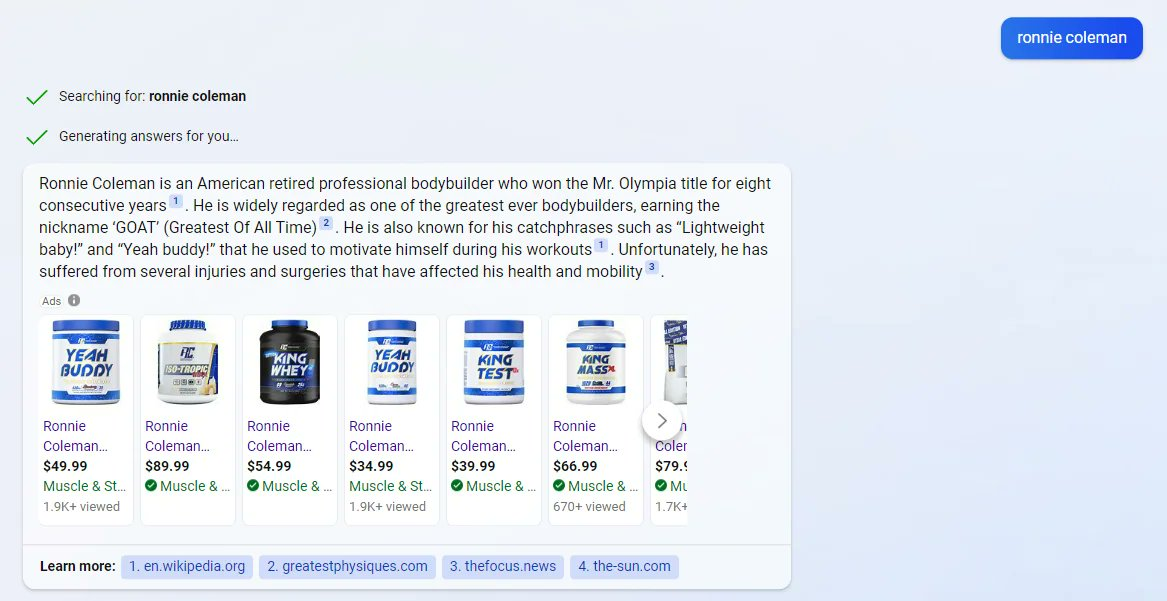 ronnie coleman
Searching for: ronnie coleman
Generating answers for you...
Ronnie Coleman is an American retired professional bodybuilder who won the Mr. Olympia title for eight
consecutive years 1 . He is widely regarded as one of the greatest ever bodybuilders, earning the
nickname ‘GOAT’ (Greatest Of All Time) 2 . He is also known for his catchphrases such as “Lightweight
baby!” and “Yeah buddy!” that he used to motivate himself during his workouts 1 . Unfortunately, he has
suffered from several injuries and surgeries that have affected his health and mobility 3 .
Ads
YEAH
BUDDY
ISO-TROPIC
KING
WHEY
YEAH
BUDDY
KING
TEST
KING
MASS XL
Ronnie
Coleman...
$49.99
Muscle & St...
1.9K+ viewed
Ronnie
Coleman...
$89.99
Muscle & ...
Ronnie
Coleman...
$54.99
Muscle & ...
Ronnie
Coleman...
$34.99
Muscle & St...
1.9K+ viewed
Ronnie
Coleman...
$39.99
Muscle & ...
Ronnie
Coleman...
$66.99
Muscle & ...
670+ viewed
$79.9
Mu
1.7K+
Learn more: 1. en.wikipedia.org 2. greatestphysiques.com 3. thefocus.news 4. the-sun.com